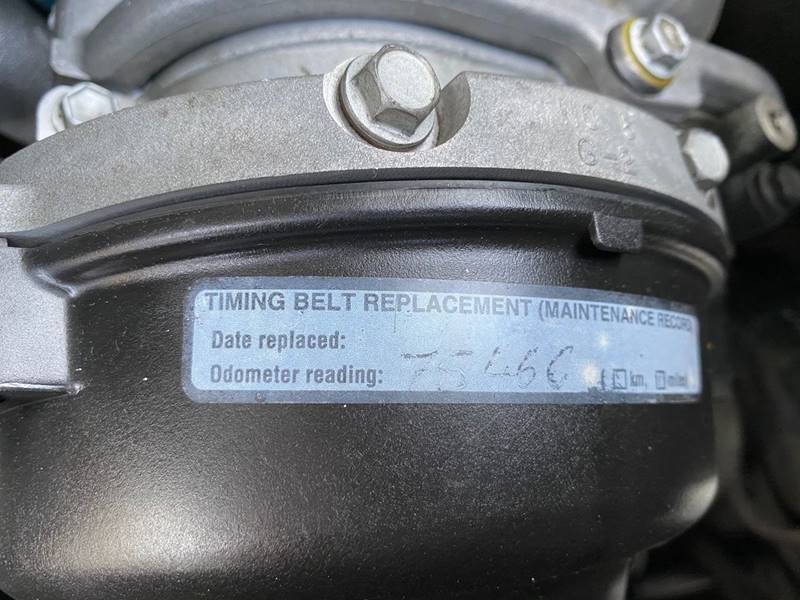 TIMING BELT REPLACEMENT (MAINTENANCE RECORD)
Date replaced:
Odometer reading: 75466 ( km, miles)